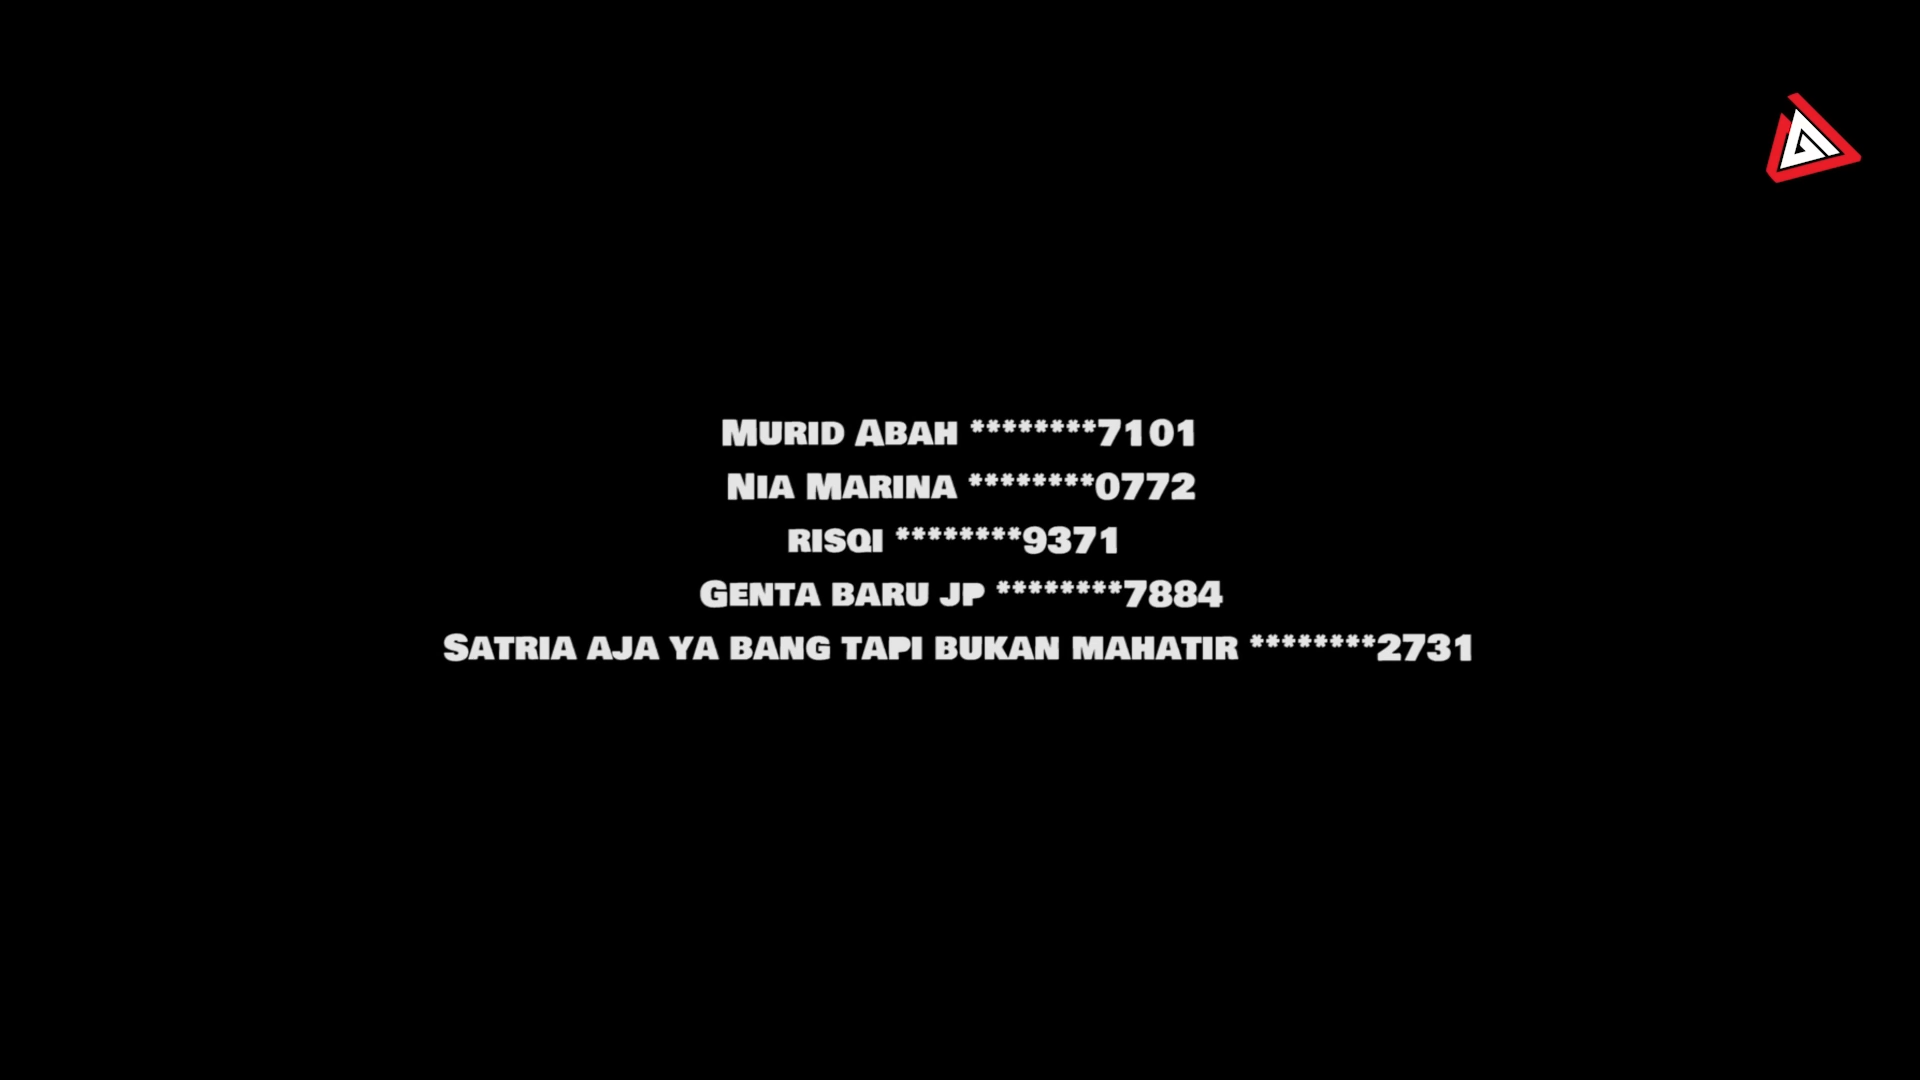 Murid Abah ********7101
Nia Marina ********0772
risqi ********9371
Genta baru jp ********7884
Satria aja ya bang tapi bukan mahatir ********2731